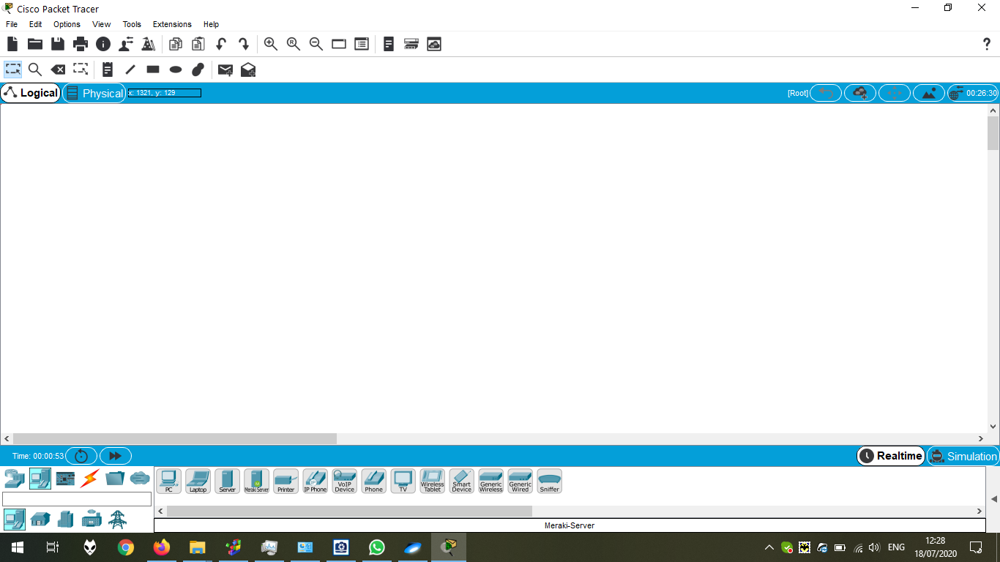 Cisco Packet Tracer
File Edit Options View Tools Extensions Help
R
?
Logical Physical x: 1321, y: 129 [Root] 00:26:30
Time: 00:00:53 Realtime Simulation
PC Laptop Server Meraki Server Printer IP Phone VoIP Device Phone TV Wireless Tablet Smart Device Generic Wireless Generic Wired Sniffer
Meraki-Server
ENG 12:28
18/07/2020